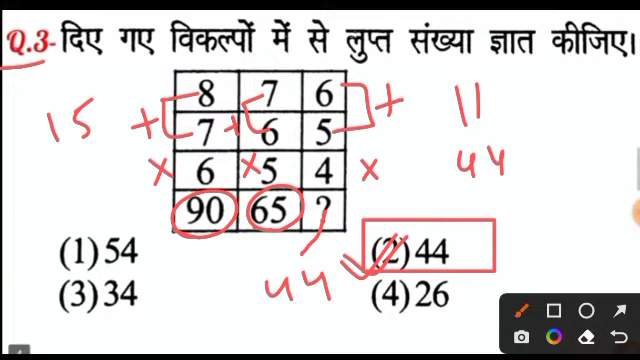 Q.3- दिए गए विकल्पों में से लुप्त संख्या ज्ञात कीजिए।
8 7 6
15 + + + 11
7 6 5
× 6 × 5 × 4 44
90 65 ?
(1) 54 (2) 44
44
(3) 34 (4) 26